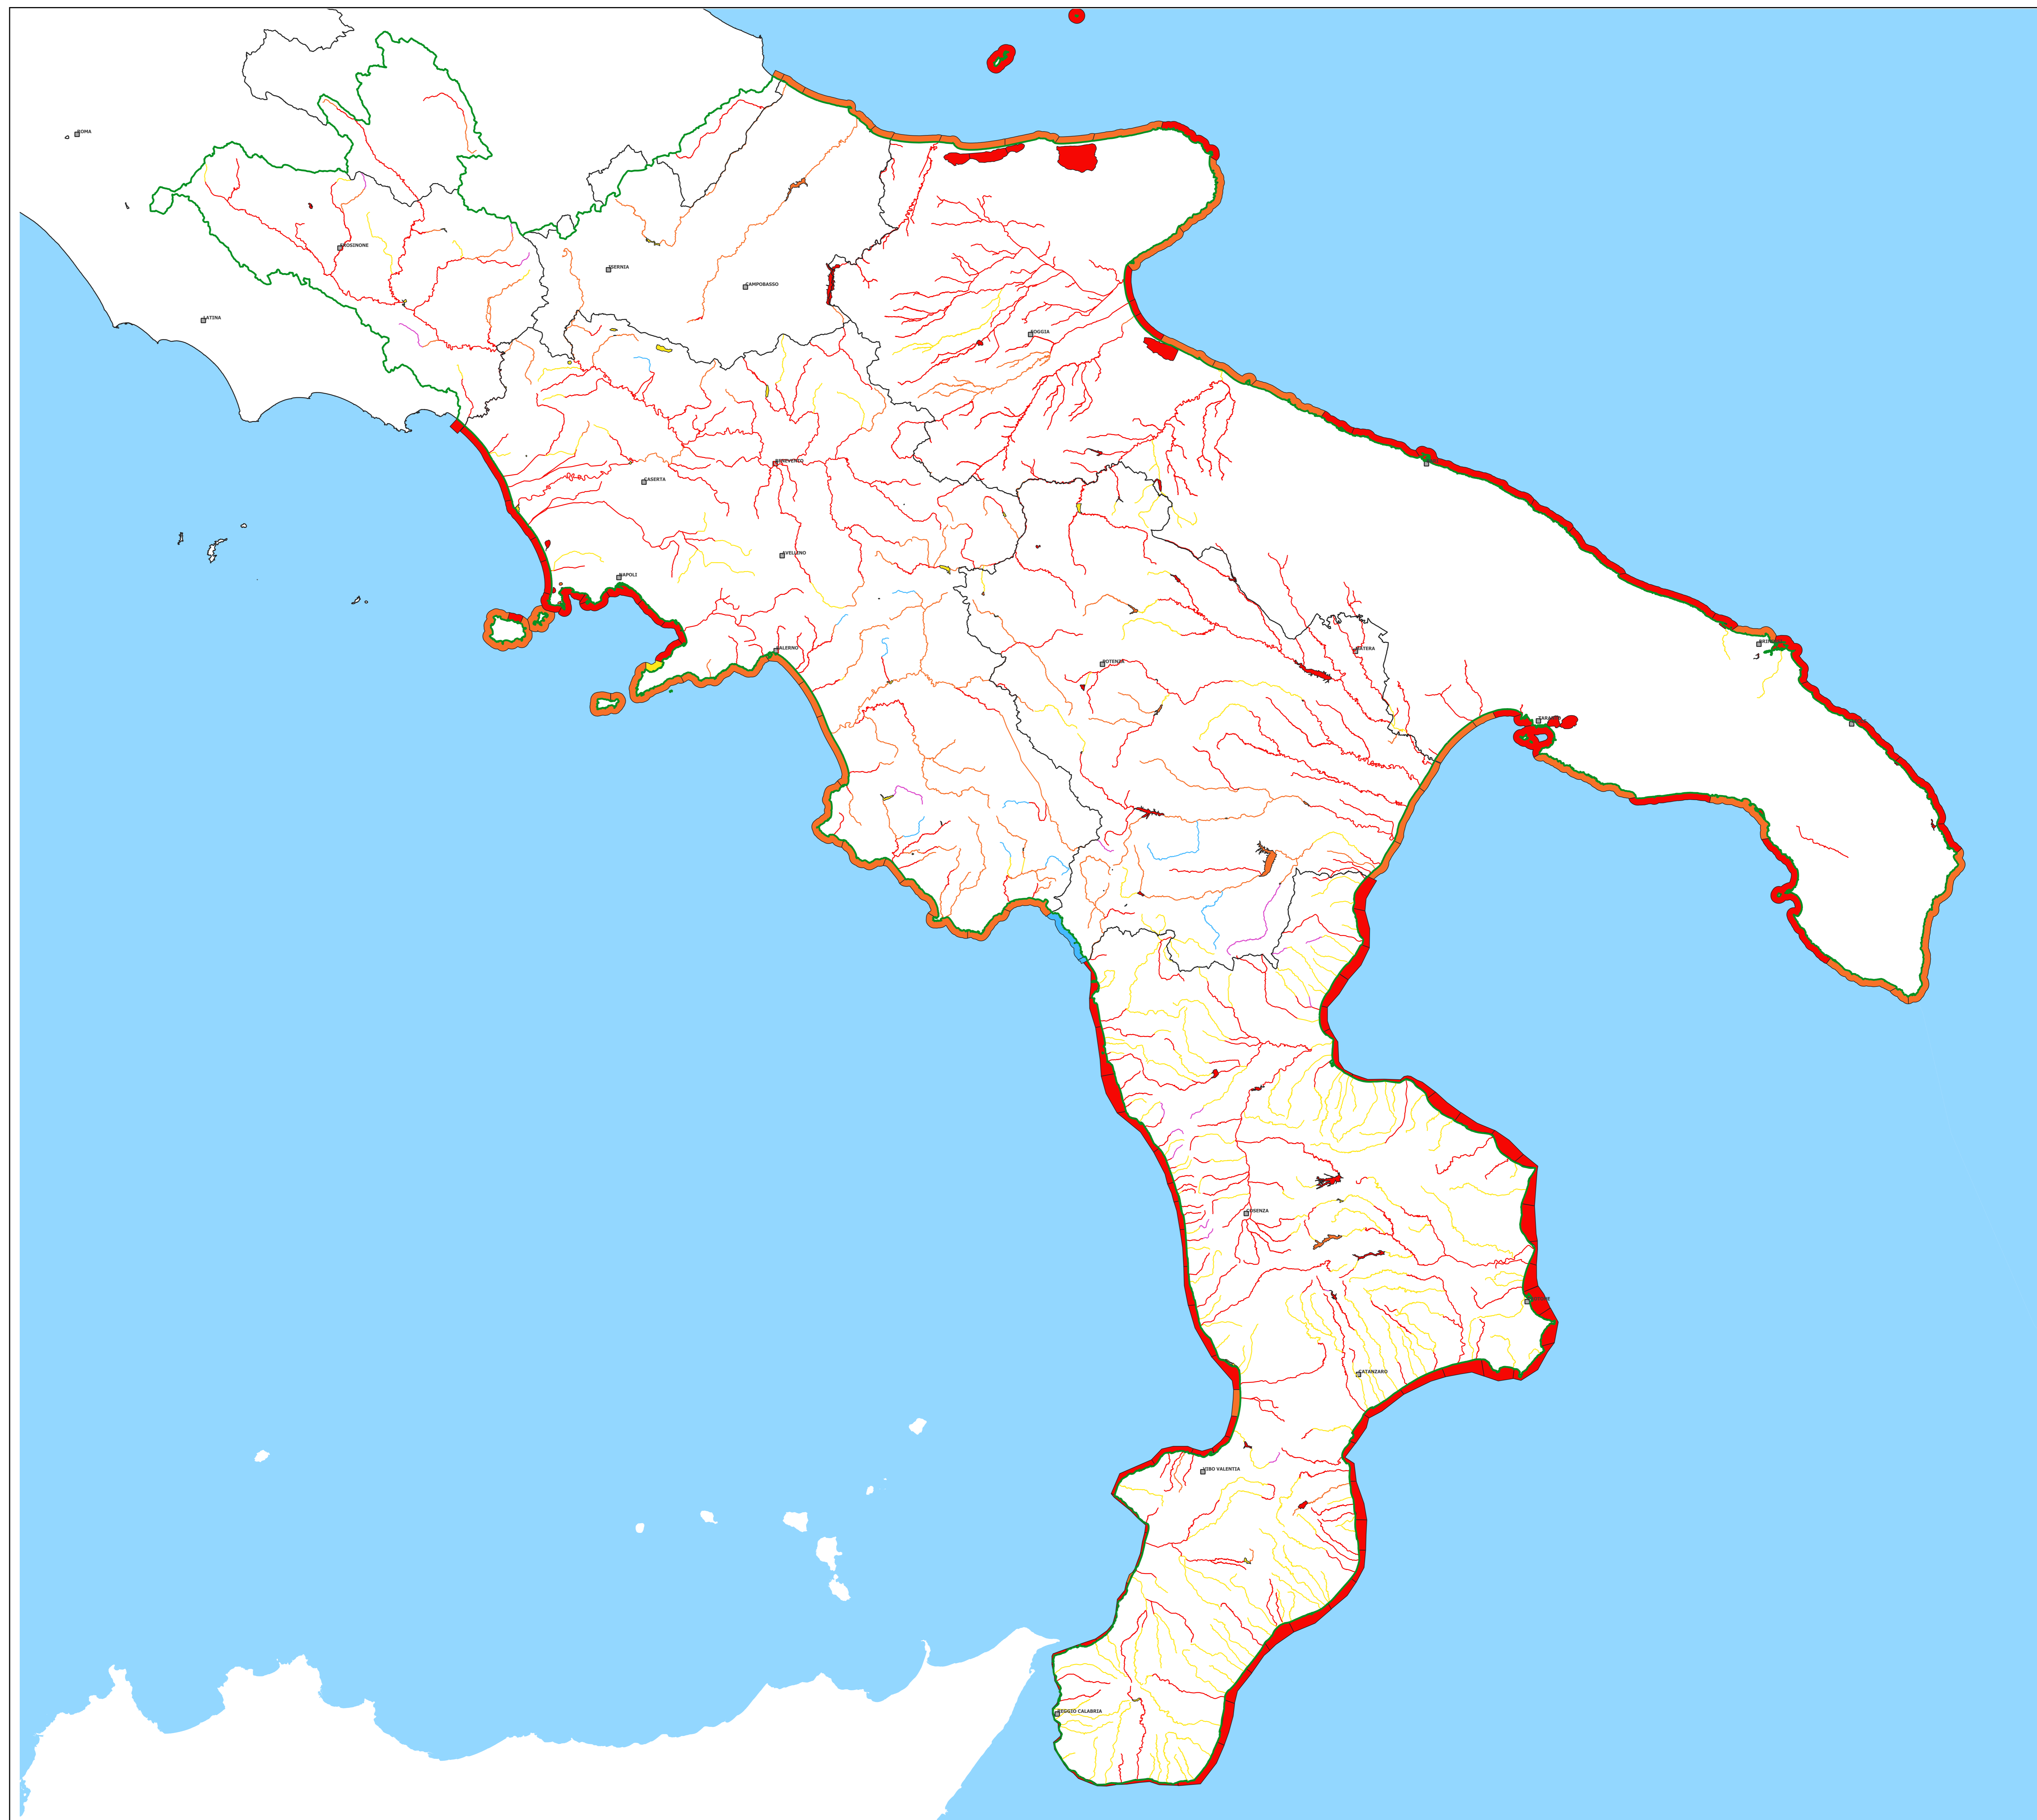 ROMA
FROSINONE
LATINA
ISERNIA
CAMPOBASSO
FOGGIA
BENEVENTO
CASERTA
AVELLINO
NAPOLI
SALERNO
POTENZA
MATERA
TARANTO
COSENZA
CATANZARO
VIBO VALENTIA
REGGIO CALABRIA